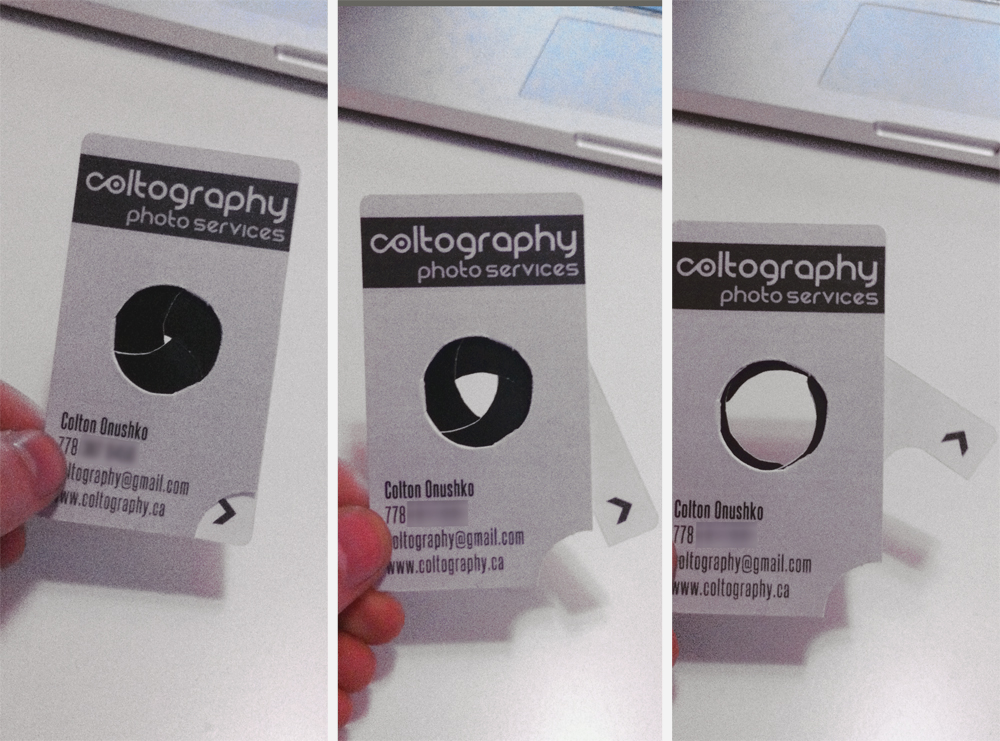 coltography
photo services
Colton Onushko
778
ltography@gmail.com
www.coltography.ca
coltography
photo services
Colton Onushko
778
oltography@gmail.com
www.coltography.ca
coltography
photo services
Colton Onushko
778
oltography@gmail.com
www.coltography.ca